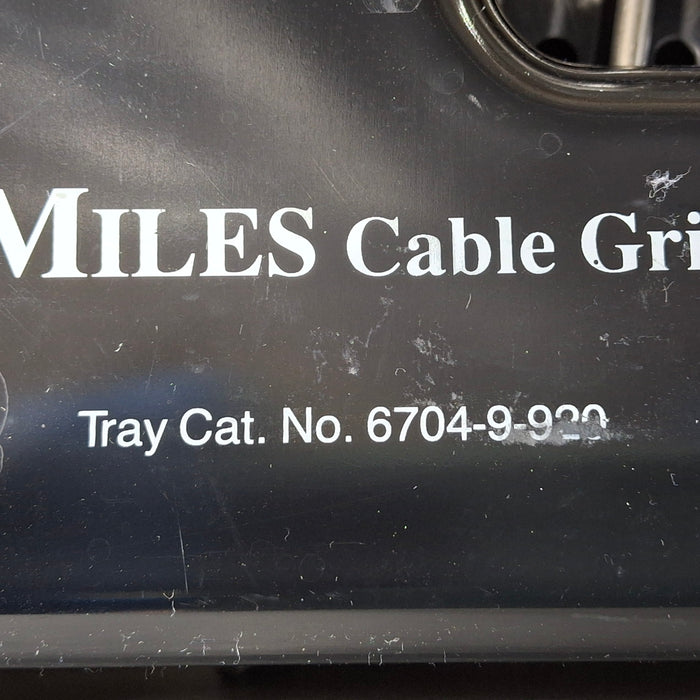 MILES Cable Gri
Tray Cat. No. 6704-9-920